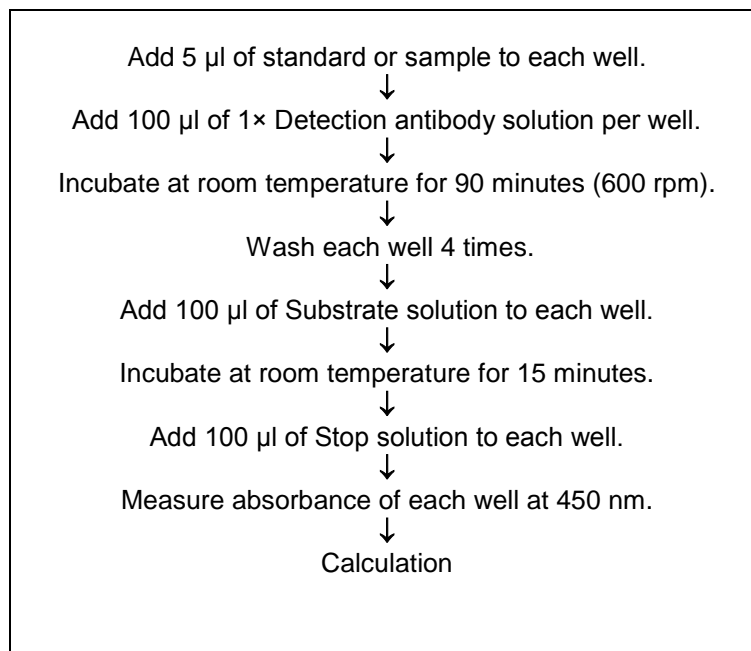 Add 5 µl of standard or sample to each well.
↓
Add 100 µl of 1× Detection antibody solution per well.
↓
Incubate at room temperature for 90 minutes (600 rpm).
↓
Wash each well 4 times.
↓
Add 100 µl of Substrate solution to each well.
↓
Incubate at room temperature for 15 minutes.
↓
Add 100 µl of Stop solution to each well.
↓
Measure absorbance of each well at 450 nm.
↓
Calculation